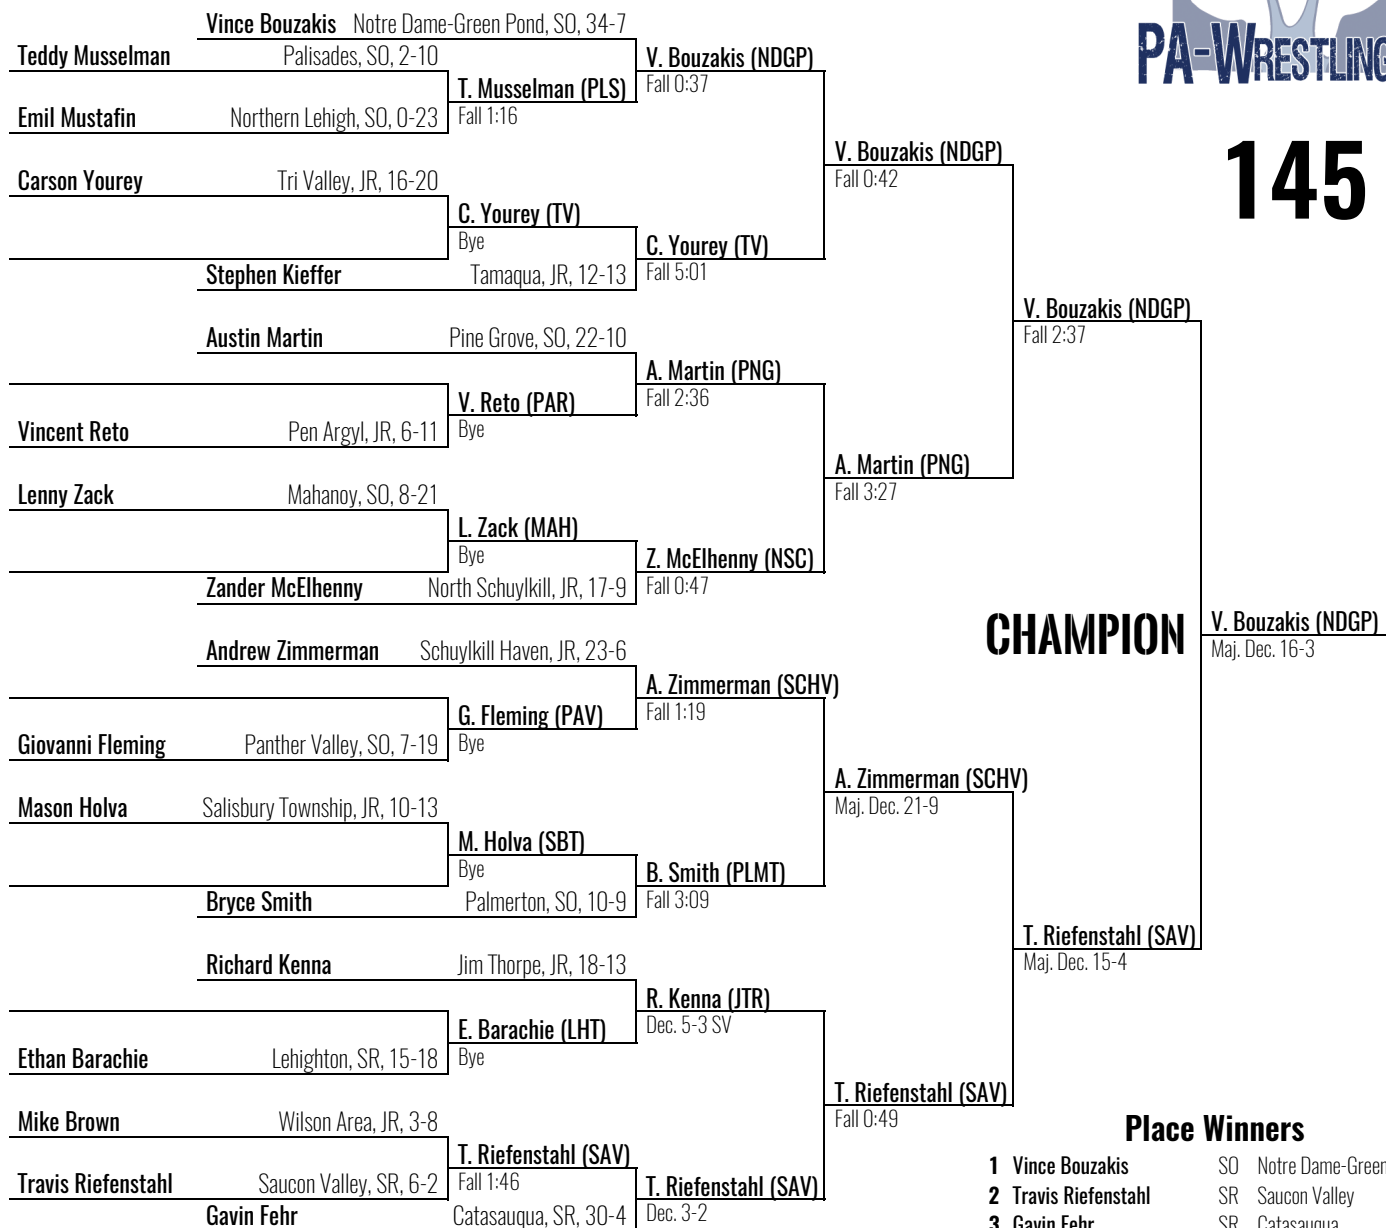 PA-WRESTLING
145
Vince Bouzakis Notre Dame-Green Pond, SO, 34-7
Teddy Musselman Palisades, SO, 2-10
V. Bouzakis (NDGP)
Fall 0:37
T. Musselman (PLS)
Fall 1:16
Emil Mustafin Northern Lehigh, SO, 0-23
V. Bouzakis (NDGP)
Fall 0:42
Carson Yourey Tri Valley, JR, 16-20
C. Yourey (TV)
Bye
C. Yourey (TV)
Fall 5:01
Stephen Kieffer Tamaqua, JR, 12-13
V. Bouzakis (NDGP)
Fall 2:37
Austin Martin Pine Grove, SO, 22-10
A. Martin (PNG)
Fall 2:36
V. Reto (PAR)
Bye
Vincent Reto Pen Argyl, JR, 6-11
A. Martin (PNG)
Fall 3:27
Lenny Zack Mahanoy, SO, 8-21
L. Zack (MAH)
Bye
Z. McElhenny (NSC)
Fall 0:47
Zander McElhenny North Schuylkill, JR, 17-9
CHAMPION
V. Bouzakis (NDGP)
Maj. Dec. 16-3
Andrew Zimmerman Schuylkill Haven, JR, 23-6
A. Zimmerman (SCHV)
Fall 1:19
G. Fleming (PAV)
Bye
Giovanni Fleming Panther Valley, SO, 7-19
A. Zimmerman (SCHV)
Maj. Dec. 21-9
Mason Holva Salisbury Township, JR, 10-13
M. Holva (SBT)
Bye
B. Smith (PLMT)
Fall 3:09
Bryce Smith Palmerton, SO, 10-9
T. Riefenstahl (SAV)
Maj. Dec. 15-4
Richard Kenna Jim Thorpe, JR, 18-13
R. Kenna (JTR)
Dec. 5-3 SV
E. Barachie (LHT)
Bye
Ethan Barachie Lehighton, SR, 15-18
T. Riefenstahl (SAV)
Fall 0:49
Mike Brown Wilson Area, JR, 3-8
T. Riefenstahl (SAV)
Fall 1:46
Travis Riefenstahl Saucon Valley, SR, 6-2
T. Riefenstahl (SAV)
Dec. 3-2
Gavin Fehr Catasauqua, SR, 30-4
Place Winners
1 Vince Bouzakis SO Notre Dame-Green
2 Travis Riefenstahl SR Saucon Valley
3 Gavin Fehr SR Catasauqua